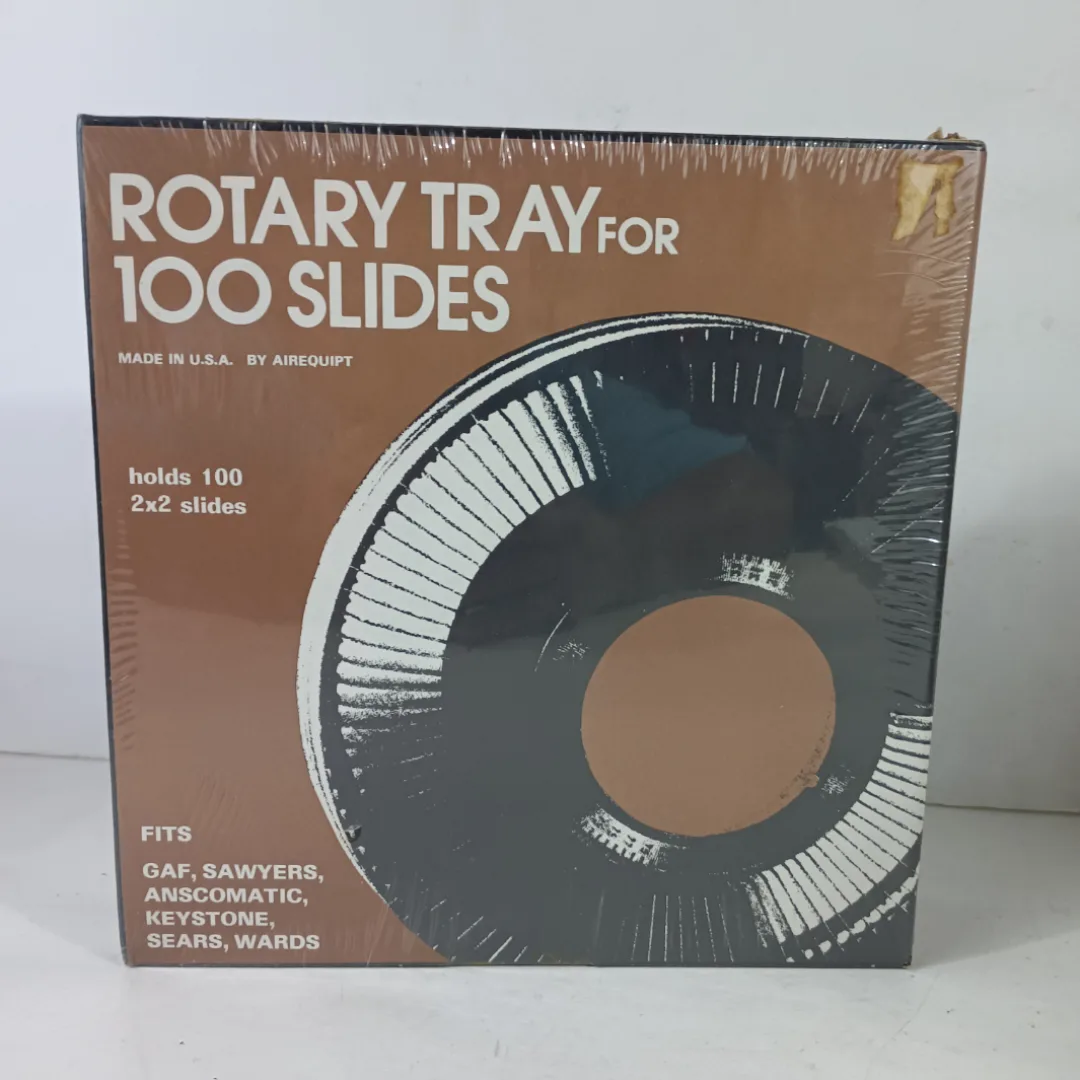 ROTARY TRAY FOR
100 SLIDES
MADE IN U.S.A. BY AIREQUIPT
holds 100
2x2 slides
FITS
GAF, SAWYERS,
ANSCOMATIC,
KEYSTONE,
SEARS, WARDS